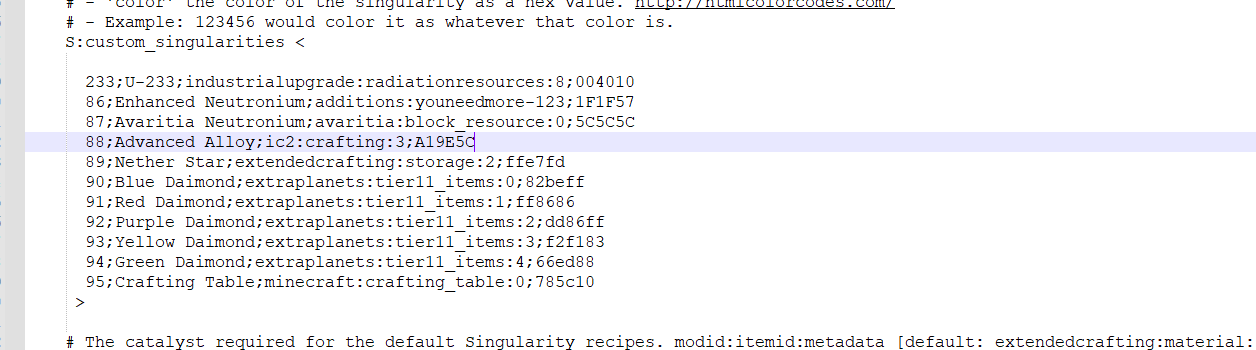 # - 'color' the color of the singularity as a hex value. http://htmlcolorcodes.com/
# - Example: 123456 would color it as whatever that color is.
S:custom_singularities <
233;U-233;industrialupgrade:radiationresources:8;004010
86;Enhanced Neutronium;additions:youneedmore-123;1F1F57
87;Avaritia Neutronium;avaritia:block_resource:0;5C5C5C
88;Advanced Alloy;ic2:crafting:3;A19E5C
89;Nether Star;extendedcrafting:storage:2;ffe7fd
90;Blue Daimond;extraplanets:tier11_items:0;82beff
91;Red Daimond;extraplanets:tier11_items:1;ff8686
92;Purple Daimond;extraplanets:tier11_items:2;dd86ff
93;Yellow Daimond;extraplanets:tier11_items:3;f2f183
94;Green Daimond;extraplanets:tier11_items:4;66ed88
95;Crafting Table;minecraft:crafting_table:0;785c10
>
# The catalyst required for the default Singularity recipes. modid:itemid:metadata [default: extendedcrafting:material: